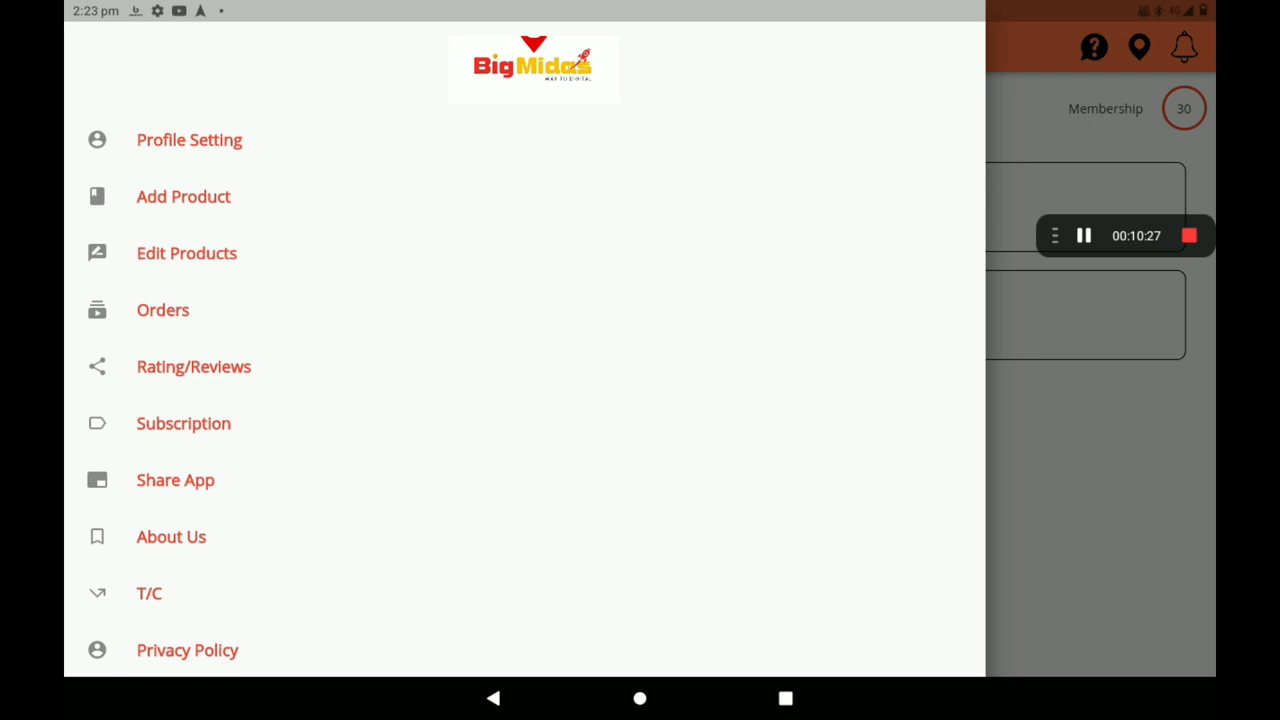 2:23 pm
4G
BigMidas
WAY TO DIGITAL
Membership
30
00:10:27
Profile Setting
Add Product
Edit Products
Orders
Rating/Reviews
Subscription
Share App
About Us
T/C
Privacy Policy